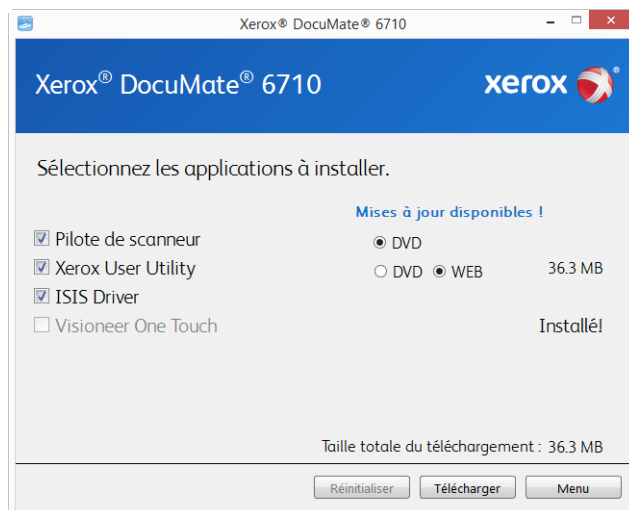 Xerox® DocuMate® 6710
Xerox® DocuMate® 6710
xerox®
Sélectionnez les applications à installer.
Mises à jour disponibles !
Pilote de scanneur DVD
Xerox User Utility DVD WEB 36.3 MB
ISIS Driver
Visioneer One Touch Installé!
Taille totale du téléchargement : 36.3 MB
Réinitialiser Télécharger Menu